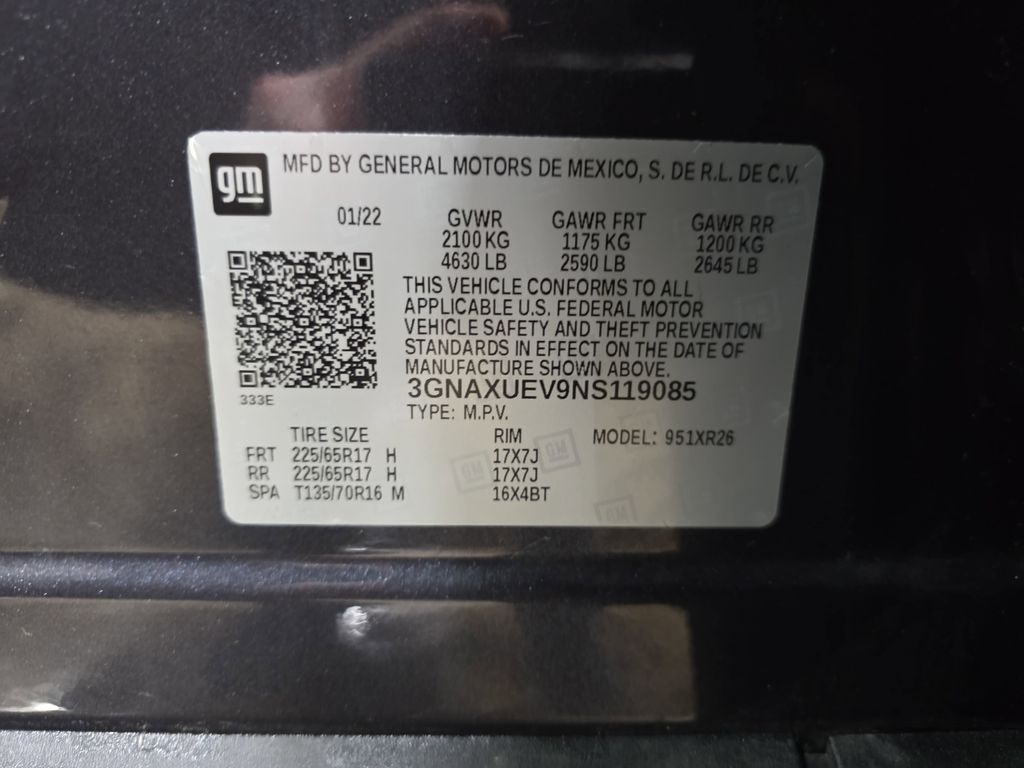 gm MFD BY GENERAL MOTORS DE MEXICO, S. DE R.L. DE C.V.
01/22 GVWR GAWR FRT GAWR RR
2100 KG 1175 KG 1200 KG
4630 LB 2590 LB 2645 LB
THIS VEHICLE CONFORMS TO ALL
APPLICABLE U.S. FEDERAL MOTOR
VEHICLE SAFETY AND THEFT PREVENTION
STANDARDS IN EFFECT ON THE DATE OF
MANUFACTURE SHOWN ABOVE.
3GNAXUEV9NS119085
333E
TYPE: M.P.V.
TIRE SIZE RIM MODEL: 951XR26
FRT 225/65R17 H 17X7J
RR 225/65R17 H 17X7J
SPA T135/70R16 M 16X4BT
GM GM
GM